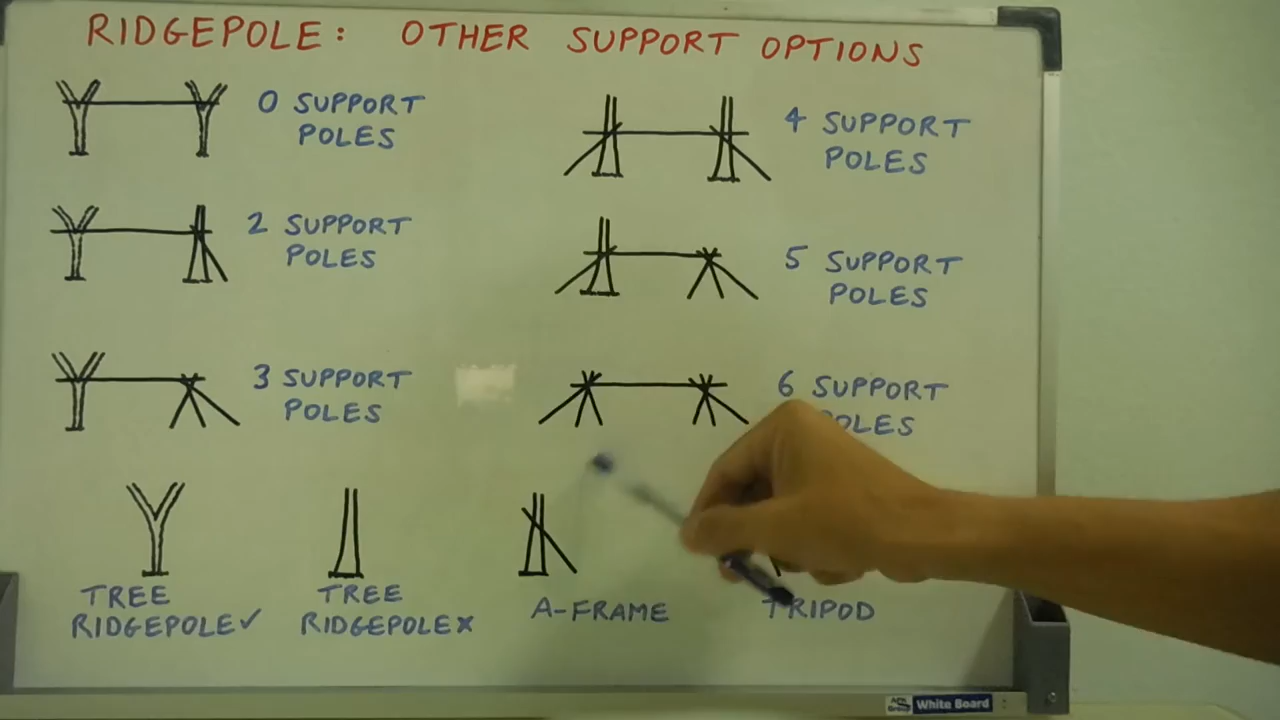 RIDGEPOLE: OTHER SUPPORT OPTIONS
0 SUPPORT
POLES
2 SUPPORT
POLES
3 SUPPORT
POLES
4 SUPPORT
POLES
5 SUPPORT
POLES
6 SUPPORT
POLES
TREE
RIDGEPOLE✓
TREE
RIDGEPOLE×
A-FRAME
TRIPOD
White Board